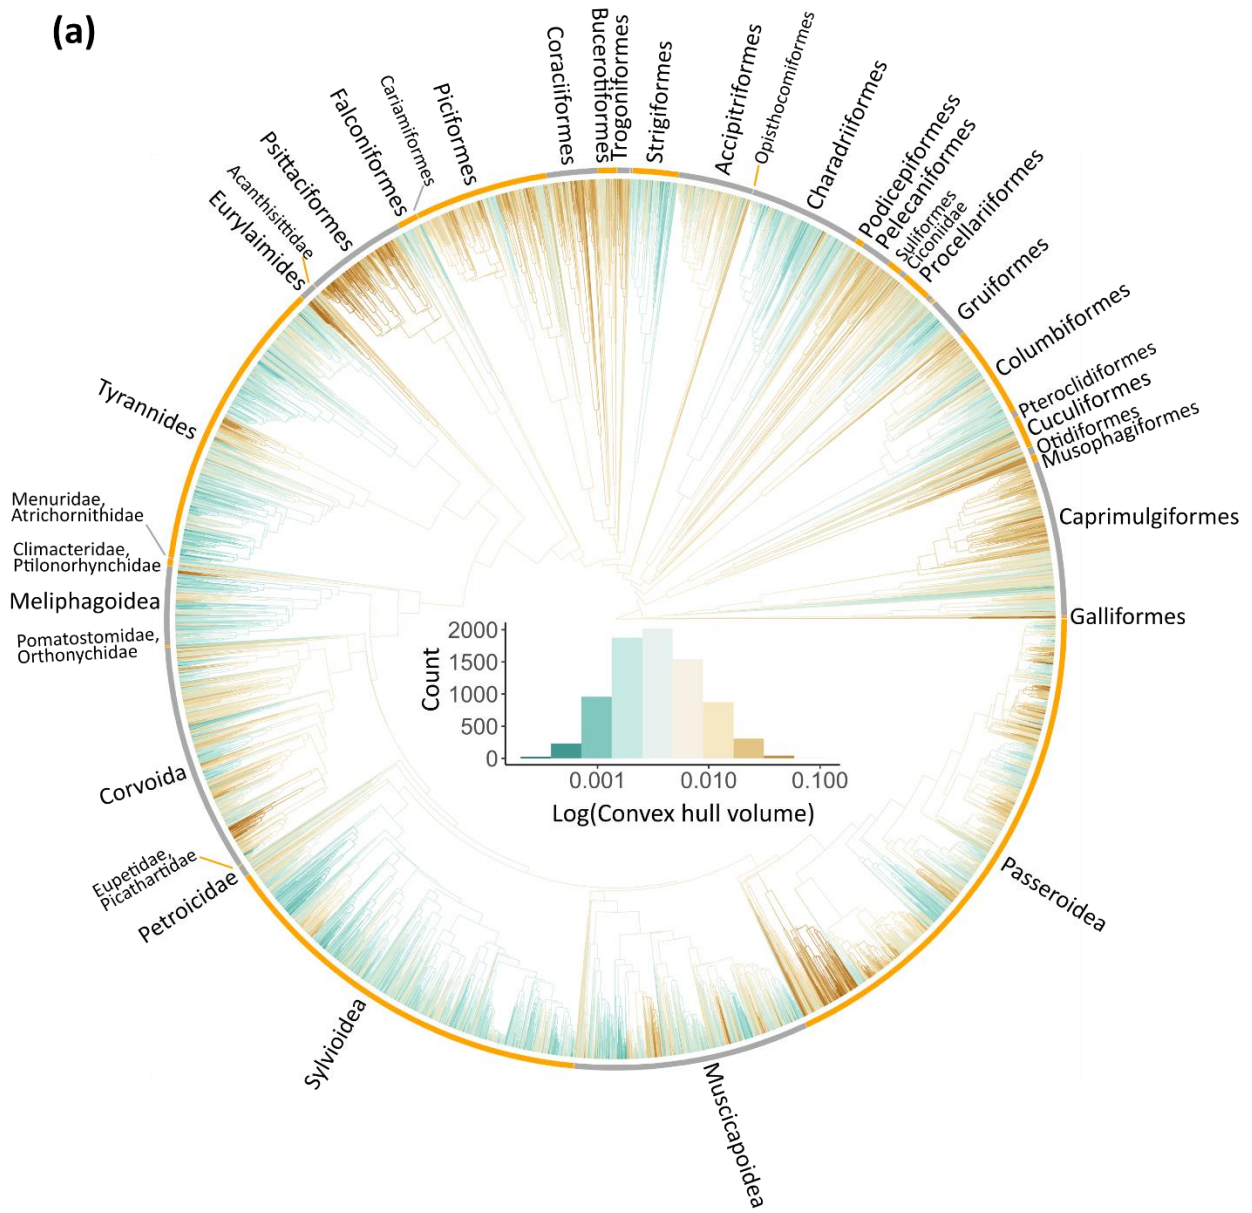 (a)
Coraciiformes
Bucerotiformes
Trogoniformes
Strigiformes
Accipitriformes
Opisthocomiformes
Charadriiformes
Podicepiformess
Pelecaniformes
Suliformes
Ciconiidae
Procellariiformes
Gruiformes
Columbiformes
Pteroclidiformes
Cuculiformes
Otidiformes
Musophagiformes
Caprimulgiformes
Galliformes
Passeroidea
Muscicapoidea
Sylvioidea
Petroicidae
Eupetidae,
Picathartidae
Corvoida
Pomatostomidae,
Orthonychidae
Meliphagoidea
Climacteridae,
Ptilonorhynchidae
Menuridae,
Atrichornithidae
Tyrannides
Eurylaimides
Acanthisittidae
Psittaciformes
Falconiformes
Cariamiformes
Piciformes
Count
2000
1500
1000
500
0
0.001
0.010
0.100
Log(Convex hull volume)